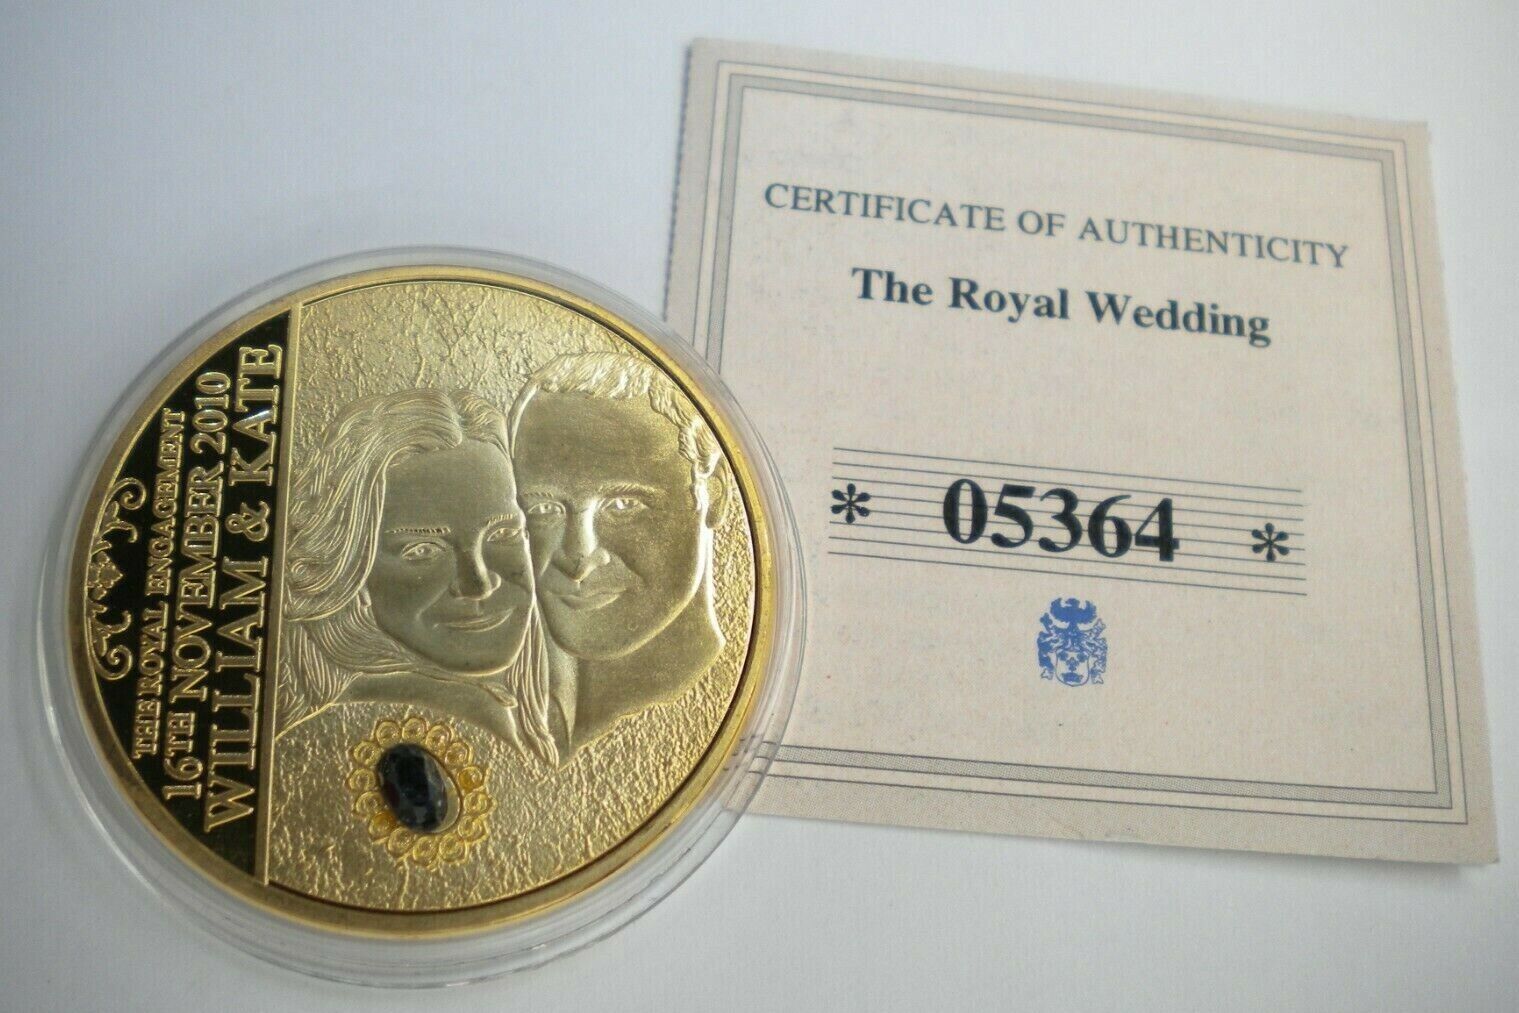 THE ROYAL ENGAGEMENT
16TH NOVEMBER 2010
WILLIAM & KATE
CERTIFICATE OF AUTHENTICITY
The Royal Wedding
* 05364 *